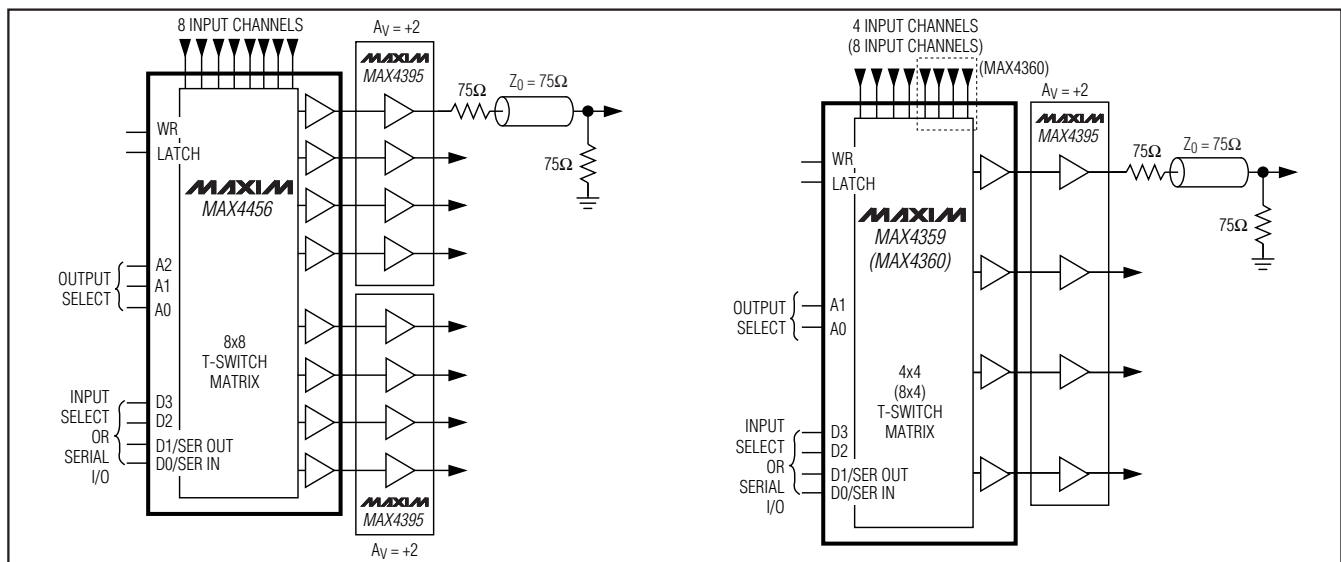 8 INPUT CHANNELS
AV = +2
MAXIM
MAX4395
75Ω
Z0 = 75Ω
75Ω
WR
LATCH
MAXIM
MAX4456
OUTPUT
SELECT
A2
A1
A0
8x8
T-SWITCH
MATRIX
INPUT
SELECT
OR
SERIAL
I/O
D3
D2
D1/SER OUT
D0/SER IN
MAXIM
MAX4395
AV = +2
4 INPUT CHANNELS
(8 INPUT CHANNELS)
(MAX4360)
AV = +2
MAXIM
MAX4395
75Ω
Z0 = 75Ω
75Ω
WR
LATCH
MAXIM
MAX4359
(MAX4360)
OUTPUT
SELECT
A1
A0
4x4
(8x4)
T-SWITCH
MATRIX
INPUT
SELECT
OR
SERIAL
I/O
D3
D2
D1/SER OUT
D0/SER IN